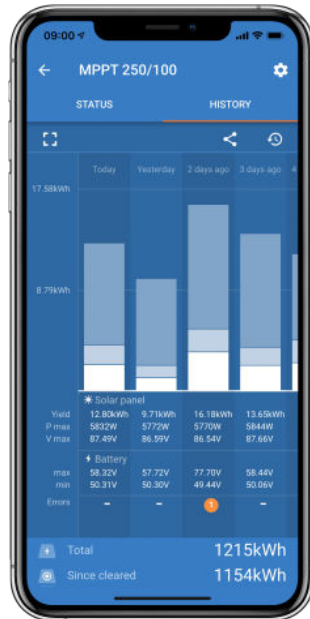 09:00
MPPT 250/100
STATUS HISTORY
Today Yesterday 2 days ago 3 days ago 4
17.58kWh
8.79kWh
Solar panel
Yield 12.80kWh 9.71kWh 16.18kWh 13.65kWh
P max 5832W 5772W 5770W 5844W
V max 87.49V 86.59V 86.54V 87.66V
Battery
max 58.32V 57.72V 77.70V 58.44V
min 50.31V 50.30V 49.44V 50.06V
Errors – – 1 –
Total 1215kWh
Since cleared 1154kWh